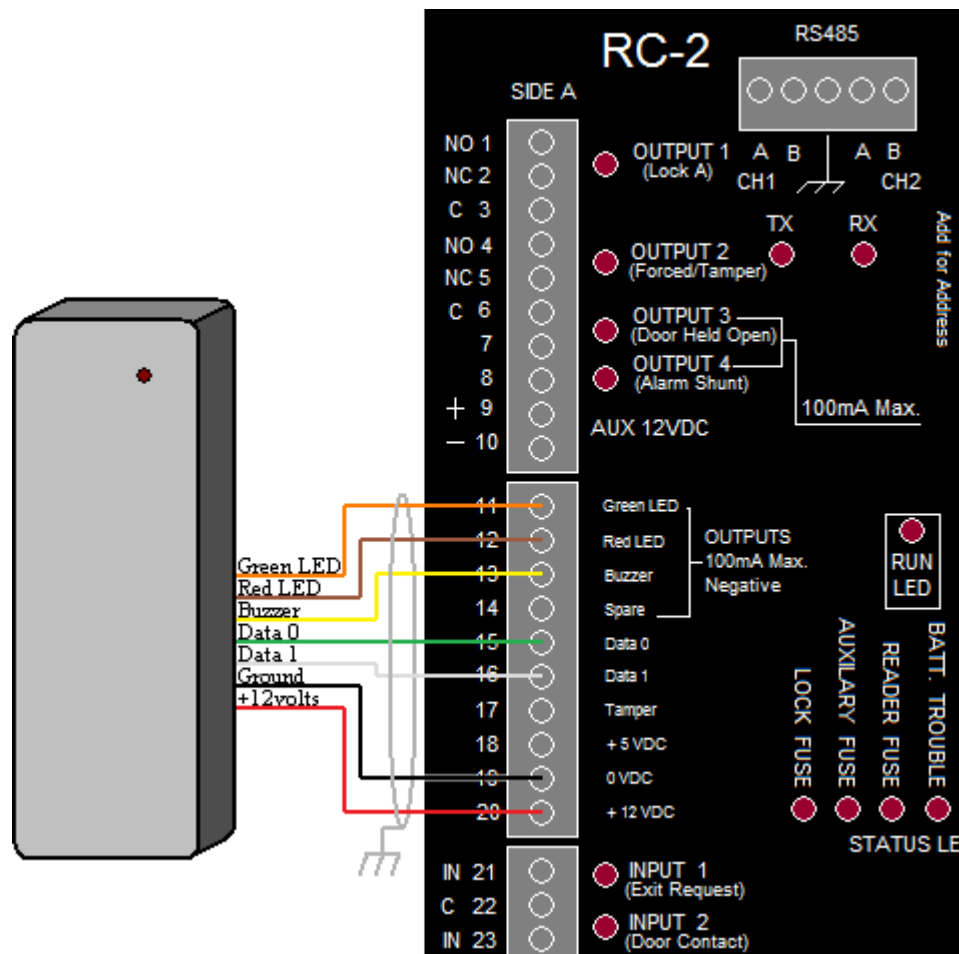 RC-2
RS485
SIDE A
A B A B
CH1 CH2
TX RX
Add for Address
NO 1
NC 2
C 3
NO 4
NC 5
C 6
7
8
+ 9
− 10
OUTPUT 1
(Lock A)
OUTPUT 2
(Forced/Tamper)
OUTPUT 3
(Door Held Open)
OUTPUT 4
(Alarm Shunt)
100mA Max.
AUX 12VDC
Green LED
Red LED
Buzzer
Data 0
Data 1
Ground
+12volts
11
12
13
14
15
16
17
18
19
20
Green LED
Red LED
Buzzer
Spare
Data 0
Data 1
Tamper
+ 5 VDC
0 VDC
+ 12 VDC
OUTPUTS
100mA Max.
Negative
RUN
LED
LOCK FUSE
AUXILARY FUSE
READER FUSE
BATT. TROUBLE
STATUS LE
IN 21
C 22
IN 23
INPUT 1
(Exit Request)
INPUT 2
(Door Contact)